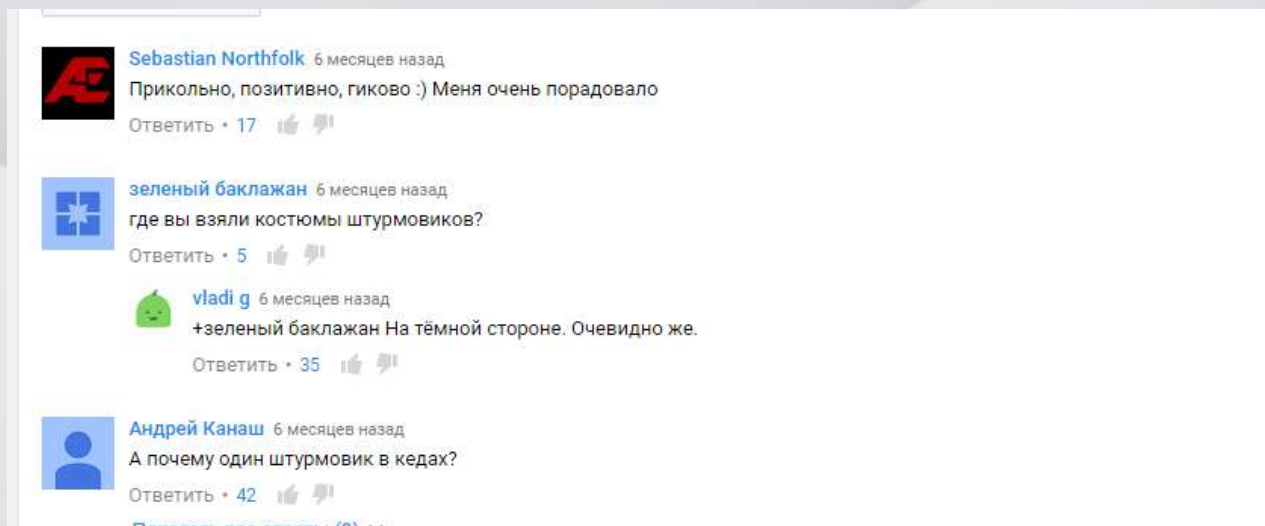 Sebastian Northfolk 6 месяцев назад
Прикольно, позитивно, гиково :) Меня очень порадовало
Ответить • 17
зеленый баклажан 6 месяцев назад
где вы взяли костюмы штурмовиков?
Ответить • 5
vladi g 6 месяцев назад
+зеленый баклажан На тёмной стороне. Очевидно же.
Ответить • 35
Андрей Канаш 6 месяцев назад
А почему один штурмовик в кедах?
Ответить • 42